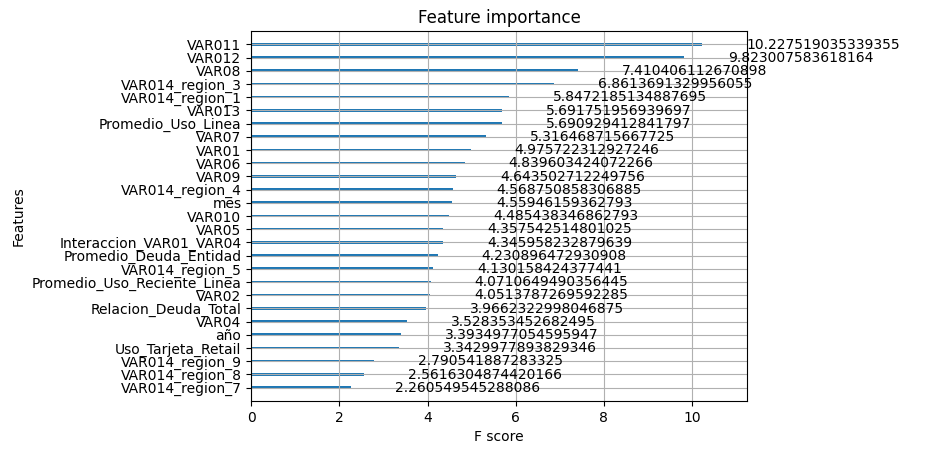 Feature importance
VAR011 10.227519035339355
VAR012 9.823007583618164
VAR08 7.410406112670898
VAR014_region_3 6.8613691329956055
VAR014_region_1 5.8472185134887695
VAR013 5.691751956939697
Promedio_Uso_Linea 5.690929412841797
VAR07 5.316468715667725
VAR01 4.975722312927246
VAR06 4.839603424072266
VAR09 4.643502712249756
VAR014_region_4 4.568750858306885
mes 4.55946159362793
VAR010 4.485438346862793
VAR05 4.357542514801025
Interaccion_VAR01_VAR04 4.345958232879639
Promedio_Deuda_Entidad 4.230896472930908
VAR014_region_5 4.130158424377441
Promedio_Uso_Reciente_Linea 4.0710649490356445
VAR02 4.0513787269592285
Relacion_Deuda_Total 3.9662322998046875
VAR04 3.528353452682495
año 3.3934977054595947
Uso_Tarjeta_Retail 3.3429977893829346
VAR014_region_9 2.790541887283325
VAR014_region_8 2.5616304874420166
VAR014_region_7 2.260549545288086
0 2 4 6 8 10
F score
Features